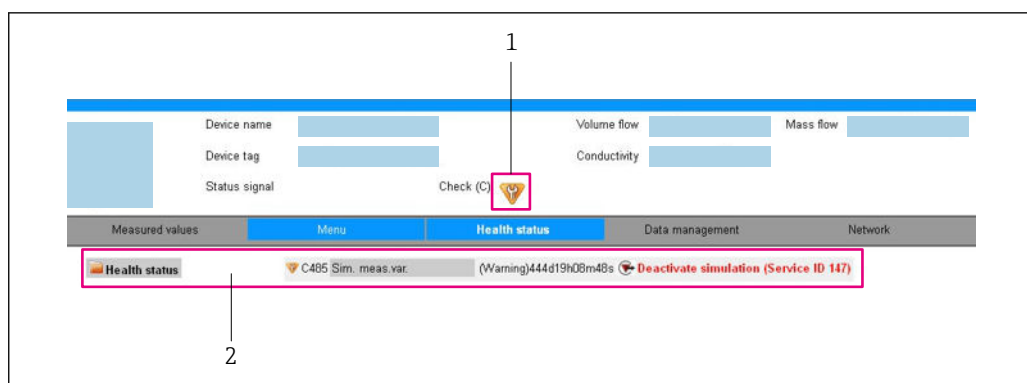 1
Device name
Volume flow
Mass flow
Device tag
Conductivity
Status signal
Check (C)
Measured values
Menu
Health status
Data management
Network
Health status
C485 Sim. meas.var.
(Warning)444d19h08m48s
Deactivate simulation (Service ID 147)
2